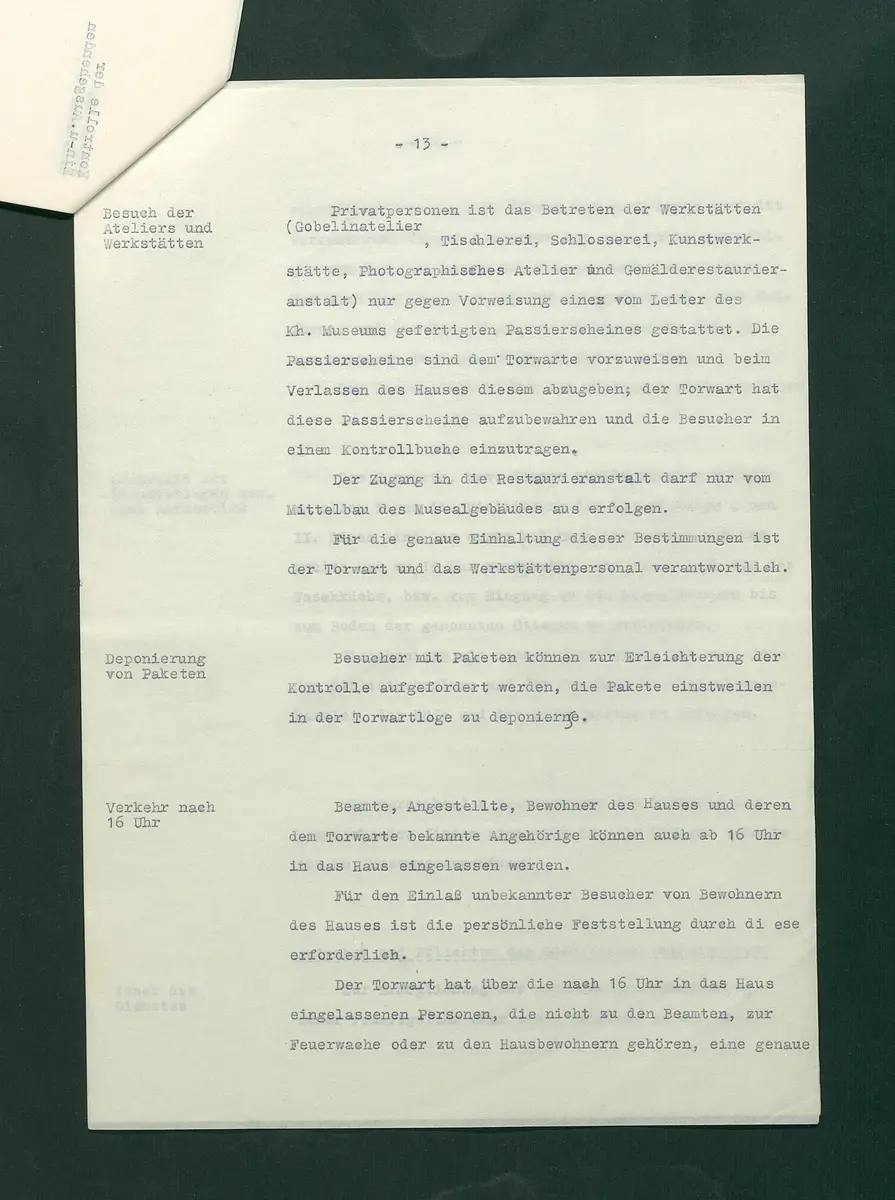 Ein-u.Ausgehenden
Kontrolle der
- 13 -
Besuch der
Ateliers und
Werkstätten
Privatpersonen ist das Betreten der Werkstätten
(Gobelinatelier
, Tischlerei, Schlosserei, Kunstwerk-
stätte, Photographisches Atelier und Gemälderestaurier-
anstalt) nur gegen Vorweisung eines vom Leiter des
Kh. Museums gefertigten Passierscheines gestattet. Die
Passierscheine sind dem Torwarte vorzuweisen und beim
Verlassen des Hauses diesem abzugeben; der Torwart hat
diese Passierscheine aufzubewahren und die Besucher in
einem Kontrollbuche einzutragen.
Der Zugang in die Restaurieranstalt darf nur vom
Mittelbau des Musealgebäudes aus erfolgen.
Für die genaue Einhaltung dieser Bestimmungen ist
der Torwart und das Werkstättenpersonal verantwortlich.
Deponierung
von Paketen
Besucher mit Paketen können zur Erleichterung der
Kontrolle aufgefordert werden, die Pakete einstweilen
in der Torwartloge zu deponierne.
Verkehr nach
16 Uhr
Beamte, Angestellte, Bewohner des Hauses und deren
dem Torwarte bekannte Angehörige können auch ab 16 Uhr
in das Haus eingelassen werden.
Für den Einlaß unbekannter Besucher von Bewohnern
des Hauses ist die persönliche Feststellung durch di ese
erforderlich.
Der Torwart hat über die nach 16 Uhr in das Haus
eingelassenen Personen, die nicht zu den Beamten, zur
Feuerwache oder zu den Hausbewohnern gehören, eine genaue